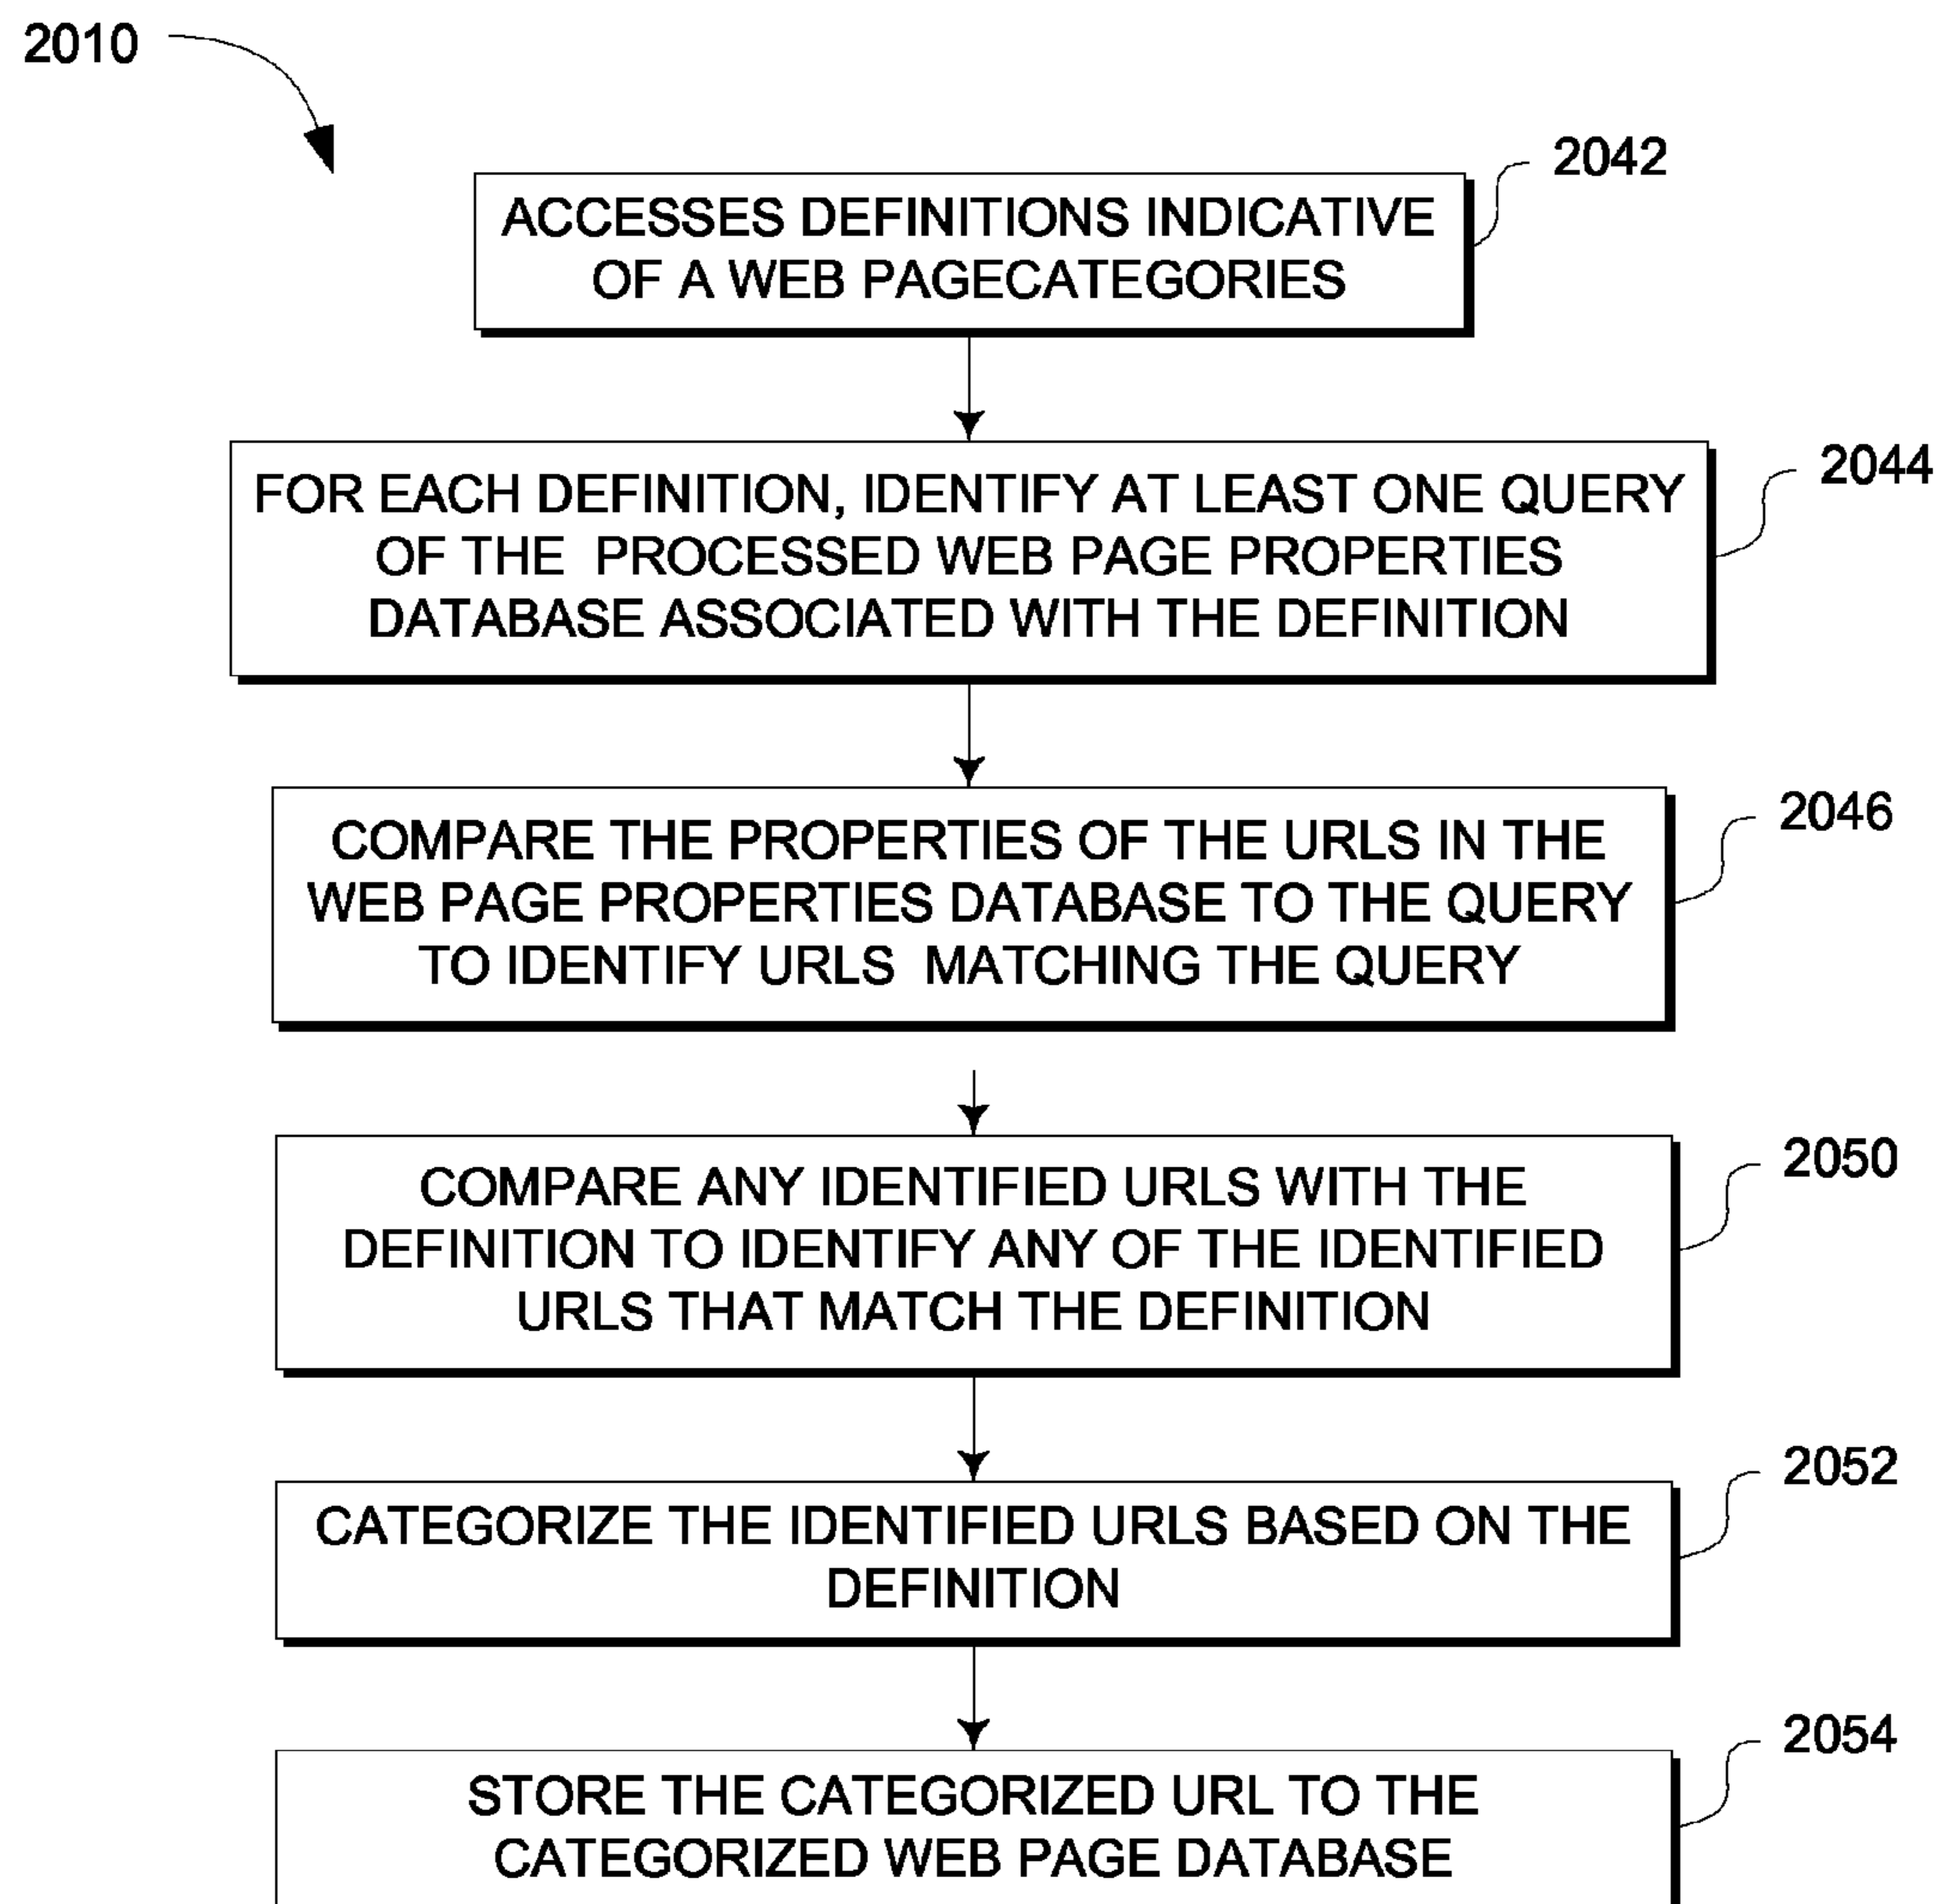 2010
2042
ACCESSES DEFINITIONS INDICATIVE
OF A WEB PAGECATEGORIES
2044
FOR EACH DEFINITION, IDENTIFY AT LEAST ONE QUERY
OF THE PROCESSED WEB PAGE PROPERTIES
DATABASE ASSOCIATED WITH THE DEFINITION
2046
COMPARE THE PROPERTIES OF THE URLS IN THE
WEB PAGE PROPERTIES DATABASE TO THE QUERY
TO IDENTIFY URLS MATCHING THE QUERY
2050
COMPARE ANY IDENTIFIED URLS WITH THE
DEFINITION TO IDENTIFY ANY OF THE IDENTIFIED
URLS THAT MATCH THE DEFINITION
2052
CATEGORIZE THE IDENTIFIED URLS BASED ON THE
DEFINITION
2054
STORE THE CATEGORIZED URL TO THE
CATEGORIZED WEB PAGE DATABASE